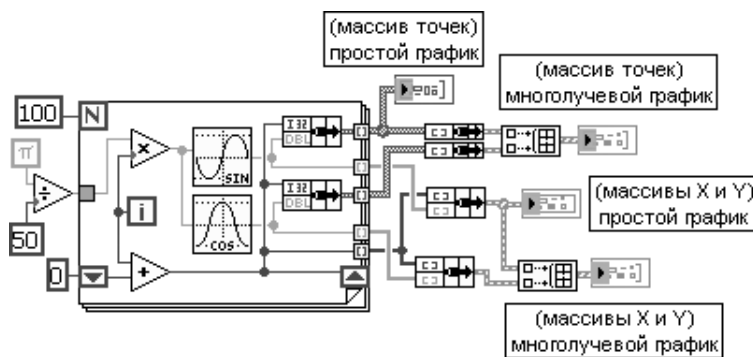 (массив точек)
простой график
(массив точек)
многолучевой график
100
N
π
÷
50
×
SIN
I32
DBL
i
COS
I32
DBL
0
+
(массивы X и Y)
простой график
(массивы X и Y)
многолучевой график